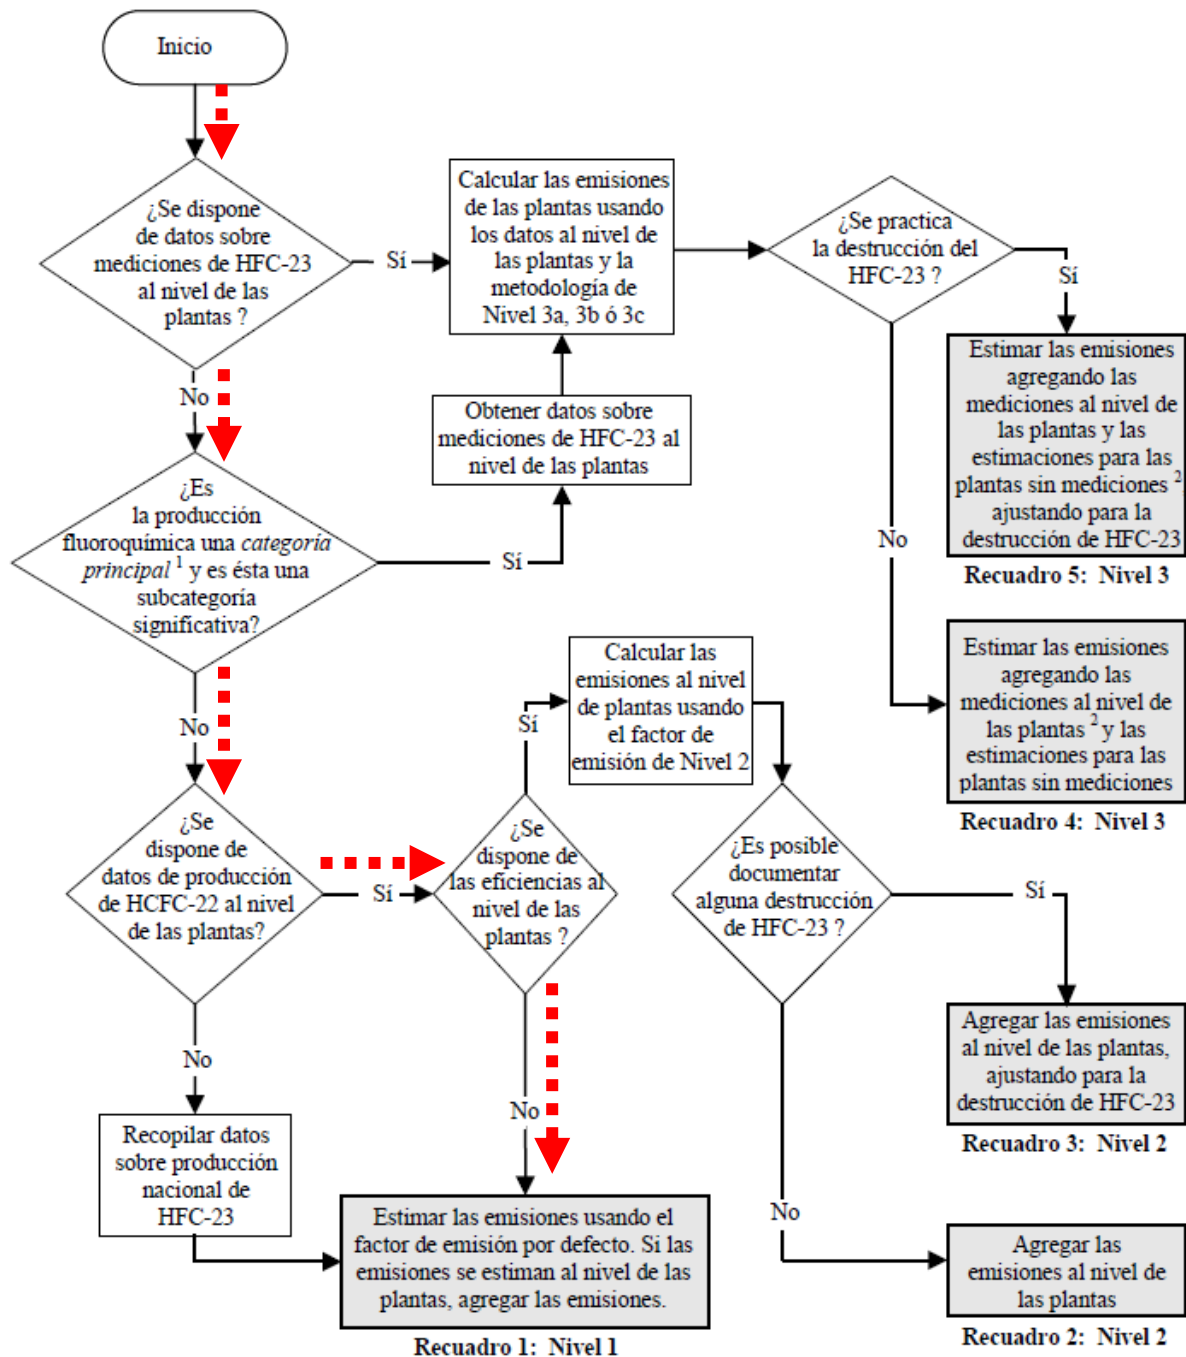 Inicio
¿Se dispone
de datos sobre
mediciones de HFC-23
al nivel de las
plantas ?
Sí
Calcular las emisiones
de las plantas usando
los datos al nivel de
las plantas y la
metodología de
Nivel 3a, 3b ó 3c
¿Se practica
la destrucción del
HFC-23 ?
Sí
Estimar las emisiones
agregando las
mediciones al nivel de
las plantas y las
estimaciones para las
plantas sin mediciones 2,
ajustando para la
destrucción de HFC-23
Recuadro 5: Nivel 3
No
Obtener datos sobre
mediciones de HFC-23 al
nivel de las plantas
¿Es
la producción
fluoroquímica una categoría
principal 1 y es ésta una
subcategoría
significativa?
Sí
No
Estimar las emisiones
agregando las
mediciones al nivel de
las plantas 2 y las
estimaciones para las
plantas sin mediciones
Recuadro 4: Nivel 3
No
Calcular las
emisiones al nivel
de plantas usando
el factor de
emisión de Nivel 2
Sí
¿Se
dispone de
datos de producción
de HCFC-22 al nivel
de las plantas?
Sí
¿Se
dispone de
las eficiencias al
nivel de las
plantas ?
¿Es posible
documentar
alguna destrucción
de HFC-23 ?
Sí
Agregar las emisiones
al nivel de las plantas,
ajustando para la
destrucción de HFC-23
Recuadro 3: Nivel 2
No
No
Recopilar datos
sobre producción
nacional de
HFC-23
Estimar las emisiones usando el
factor de emisión por defecto. Si las
emisiones se estiman al nivel de las
plantas, agregar las emisiones.
Recuadro 1: Nivel 1
No
Agregar las
emisiones al nivel de
las plantas
Recuadro 2: Nivel 2